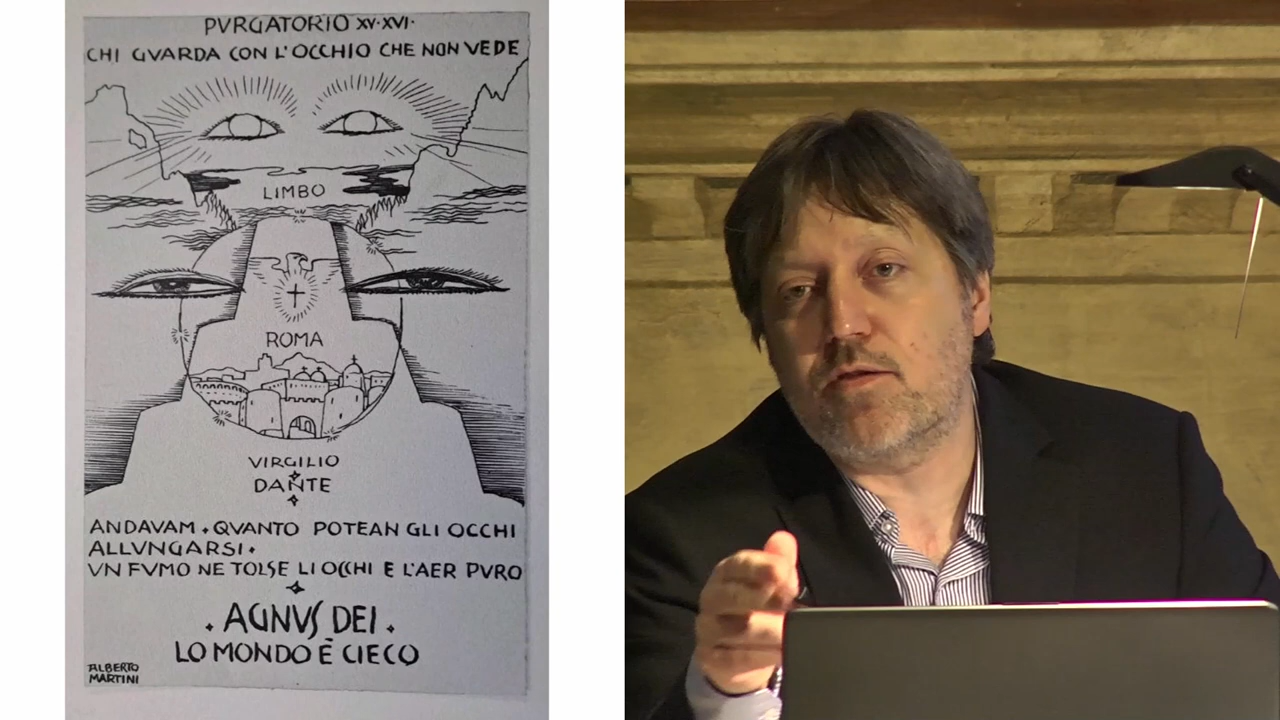 PVRGATORIO XV·XVI·
CHI GVARDA CON L'OCCHIO CHE NON VEDE
LIMBO
ROMA
VIRGILIO
DANTE
ANDAVAM · QVANTO POTEAN GLI OCCHI
ALLVNGARSI ·
VN FVMO NE TOLSE LI OCCHI E L'AER PVRO
· AGNVS DEI ·
LO MONDO È CIECO
ALBERTO
MARTINI